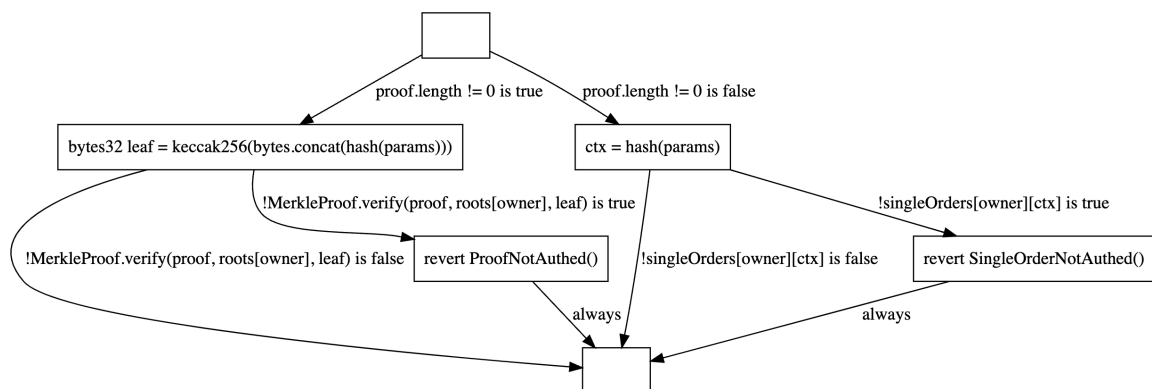 proof.length != 0 is true
proof.length != 0 is false
bytes32 leaf = keccak256(bytes.concat(hash(params)))
ctx = hash(params)
!MerkleProof.verify(proof, roots[owner], leaf) is true
!singleOrders[owner][ctx] is true
!MerkleProof.verify(proof, roots[owner], leaf) is false
revert ProofNotAuthed()
!singleOrders[owner][ctx] is false
revert SingleOrderNotAuthed()
always
always